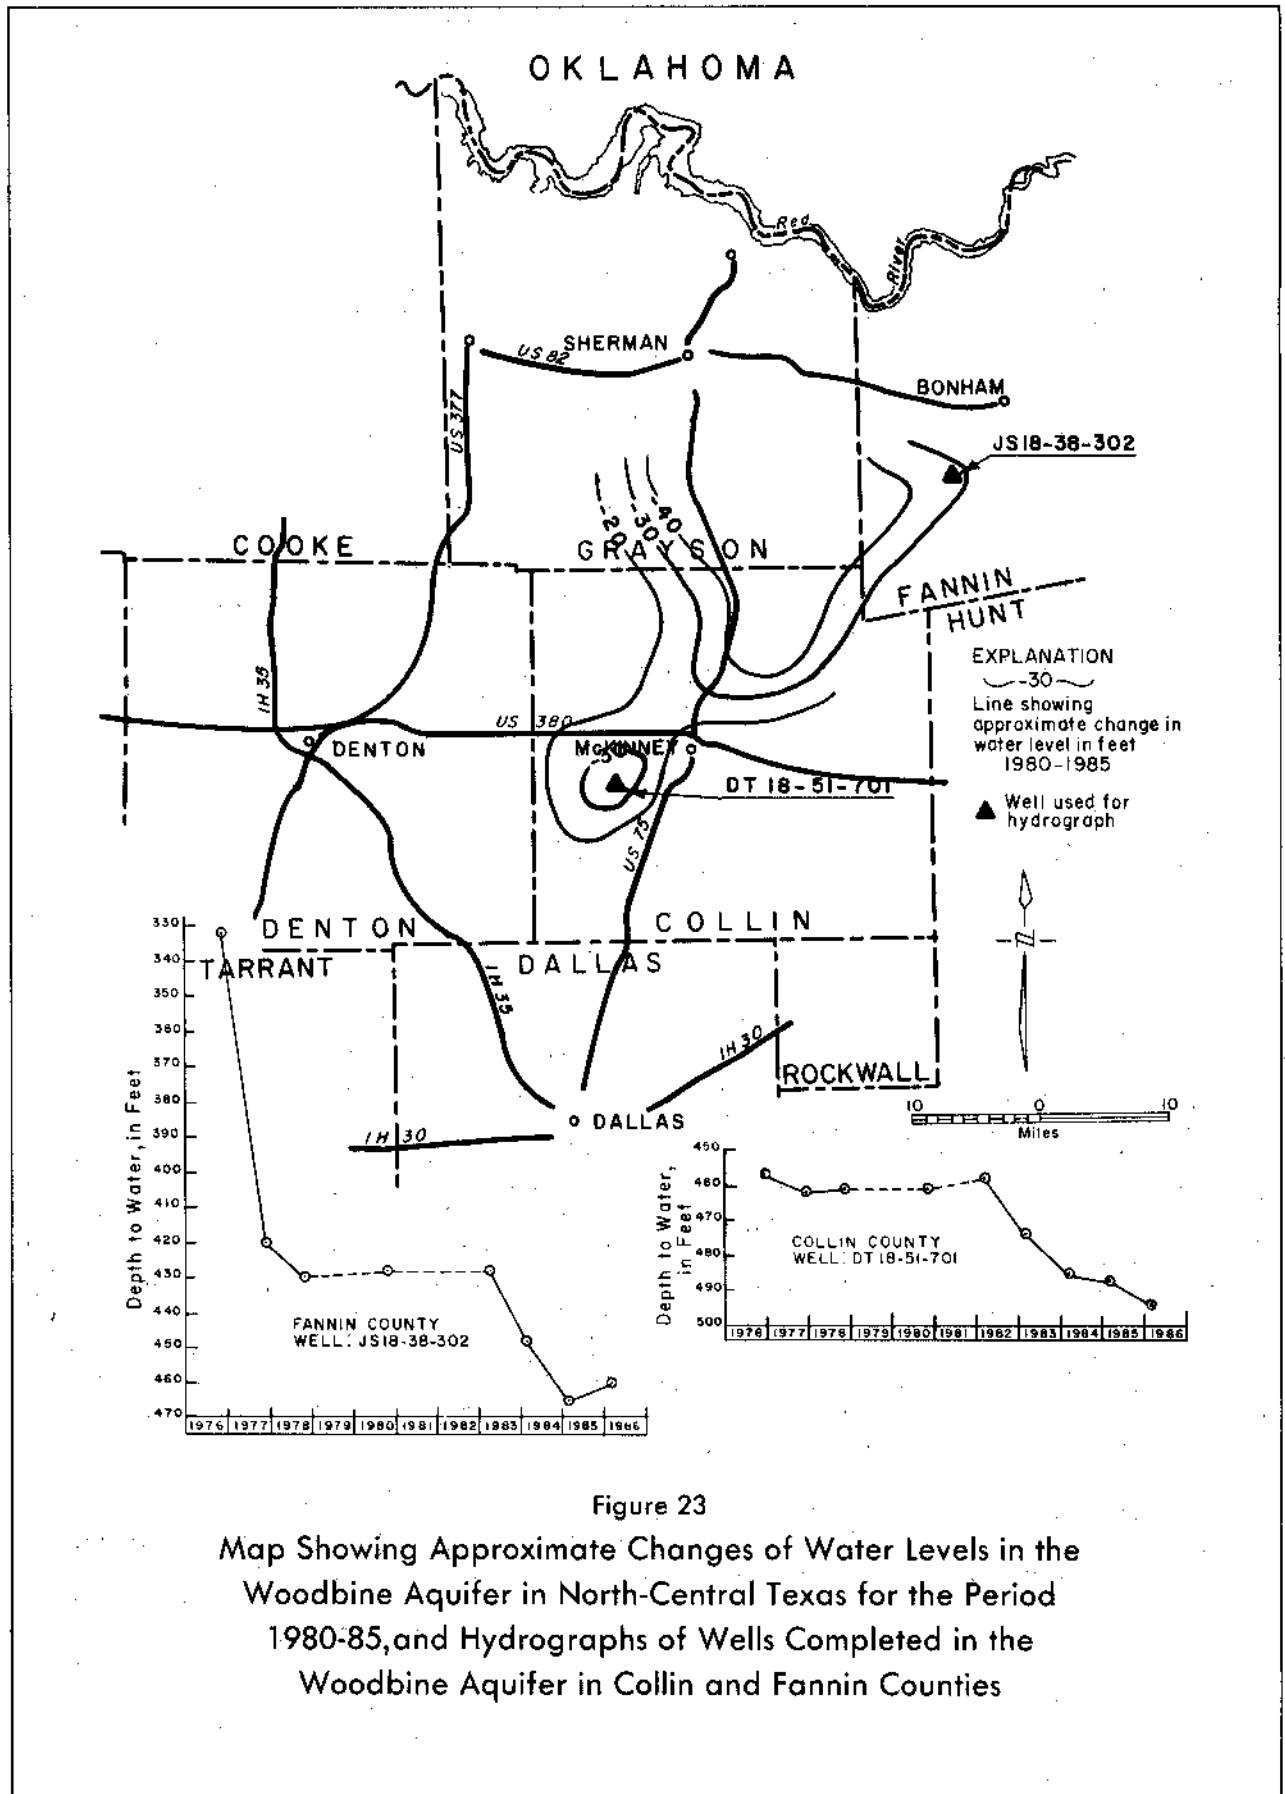 OKLAHOMA
Red
River
SHERMAN
US 82
BONHAM
US 377
JS18-38-302
-20
-30
-40
COOKE
GRAYSON
FANNIN
HUNT
EXPLANATION
-30
Line showing
approximate change in
water level in feet
1980-1985
Well used for
hydrograph
IH 35
US 380
DENTON
McKINNEY
DT 18-51-701
US 75
DENTON
COLLIN
TARRANT
DALLAS
IH 35
IH 30
ROCKWALL
DALLAS
IH 30
N
10 0 10
Miles
Depth to Water, in Feet
330
340
350
360
370
380
390
400
410
420
430
440
450
460
470
FANNIN COUNTY
WELL: JS18-38-302
1976 1977 1978 1979 1980 1981 1982 1983 1984 1985 1986
Depth to Water,
in Feet
450
460
470
480
490
500
COLLIN COUNTY
WELL: DT 18-51-701
1976 1977 1978 1979 1980 1981 1982 1983 1984 1985 1986
Figure 23
Map Showing Approximate Changes of Water Levels in the
Woodbine Aquifer in North-Central Texas for the Period
1980-85, and Hydrographs of Wells Completed in the
Woodbine Aquifer in Collin and Fannin Counties